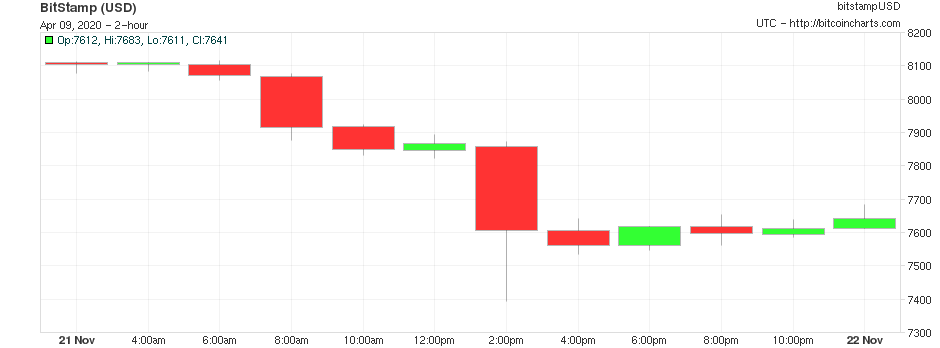 BitStamp (USD)
bitstampUSD
Apr 09, 2020 - 2-hour
UTC - http://bitcoincharts.com
Op:7612, Hi:7683, Lo:7611, Cl:7641
8200
8100
8000
7900
7800
7700
7600
7500
7400
7300
21 Nov 4:00am 6:00am 8:00am 10:00am 12:00pm 2:00pm 4:00pm 6:00pm 8:00pm 10:00pm 22 Nov